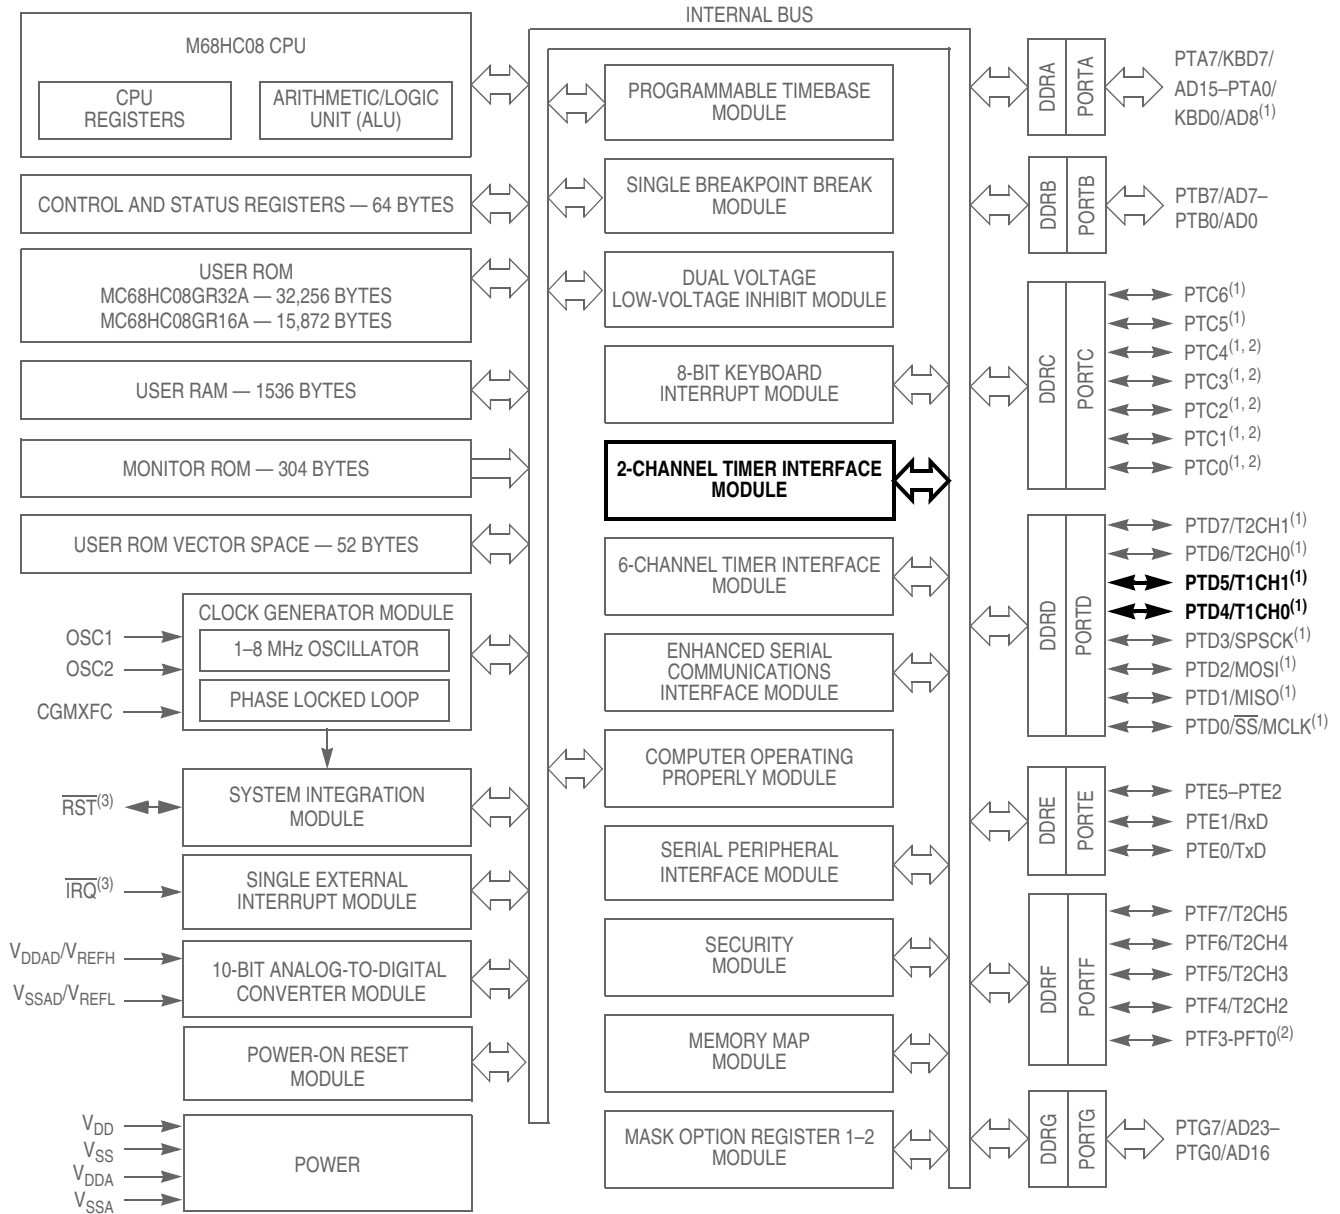 INTERNAL BUS
M68HC08 CPU
CPU
REGISTERS
ARITHMETIC/LOGIC
UNIT (ALU)
CONTROL AND STATUS REGISTERS — 64 BYTES
USER ROM
MC68HC08GR32A — 32,256 BYTES
MC68HC08GR16A — 15,872 BYTES
USER RAM — 1536 BYTES
MONITOR ROM — 304 BYTES
USER ROM VECTOR SPACE — 52 BYTES
CLOCK GENERATOR MODULE
1–8 MHz OSCILLATOR
PHASE LOCKED LOOP
OSC1
OSC2
CGMXFC
SYSTEM INTEGRATION
MODULE
RST(3)
SINGLE EXTERNAL
INTERRUPT MODULE
IRQ(3)
10-BIT ANALOG-TO-DIGITAL
CONVERTER MODULE
VDDAD/VREFH
VSSAD/VREFL
POWER-ON RESET
MODULE
POWER
VDD
VSS
VDDA
VSSA
PROGRAMMABLE TIMEBASE
MODULE
SINGLE BREAKPOINT BREAK
MODULE
DUAL VOLTAGE
LOW-VOLTAGE INHIBIT MODULE
8-BIT KEYBOARD
INTERRUPT MODULE
2-CHANNEL TIMER INTERFACE
MODULE
6-CHANNEL TIMER INTERFACE
MODULE
ENHANCED SERIAL
COMMUNICATIONS
INTERFACE MODULE
COMPUTER OPERATING
PROPERLY MODULE
SERIAL PERIPHERAL
INTERFACE MODULE
SECURITY
MODULE
MEMORY MAP
MODULE
MASK OPTION REGISTER 1–2
MODULE
DDRA
PORTA
PTA7/KBD7/
AD15–PTA0/
KBD0/AD8(1)
DDRB
PORTB
PTB7/AD7–
PTB0/AD0
DDRC
PORTC
PTC6(1)
PTC5(1)
PTC4(1, 2)
PTC3(1, 2)
PTC2(1, 2)
PTC1(1, 2)
PTC0(1, 2)
DDRD
PORTD
PTD7/T2CH1(1)
PTD6/T2CH0(1)
PTD5/T1CH1(1)
PTD4/T1CH0(1)
PTD3/SPSCK(1)
PTD2/MOSI(1)
PTD1/MISO(1)
PTD0/SS/MCLK(1)
DDRE
PORTE
PTE5–PTE2
PTE1/RxD
PTE0/TxD
DDRF
PORTF
PTF7/T2CH5
PTF6/T2CH4
PTF5/T2CH3
PTF4/T2CH2
PTF3-PFT0(2)
DDRG
PORTG
PTG7/AD23–
PTG0/AD16